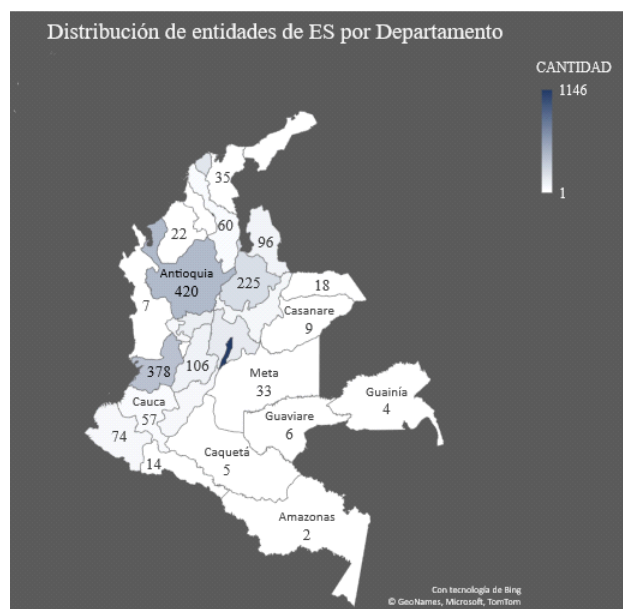 Distribución de entidades de ES por Departamento
CANTIDAD
1146
1
35
22
60
96
Antioquia
420
225
18
7
Casanare
9
378
106
Meta
33
Cauca
57
Guainía
4
Guaviare
6
74
14
Caquetá
5
Amazonas
2
Con tecnología de Bing
© GeoNames, Microsoft, TomTom